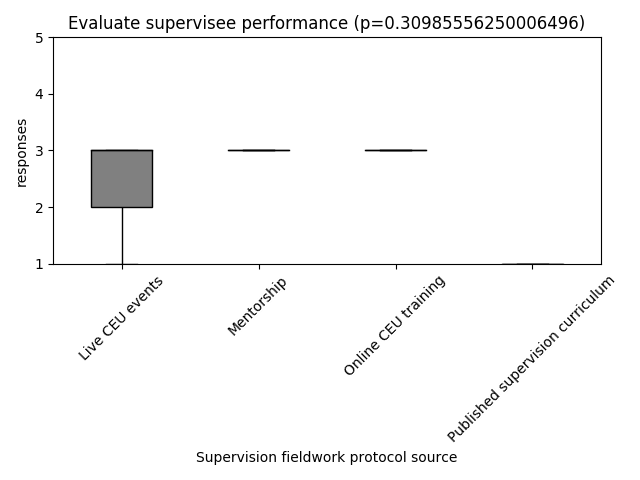 Evaluate supervisee performance (p=0.30985556250006496)
5
4
3
2
1
responses
Live CEU events
Mentorship
Online CEU training
Published supervision curriculum
Supervision fieldwork protocol source